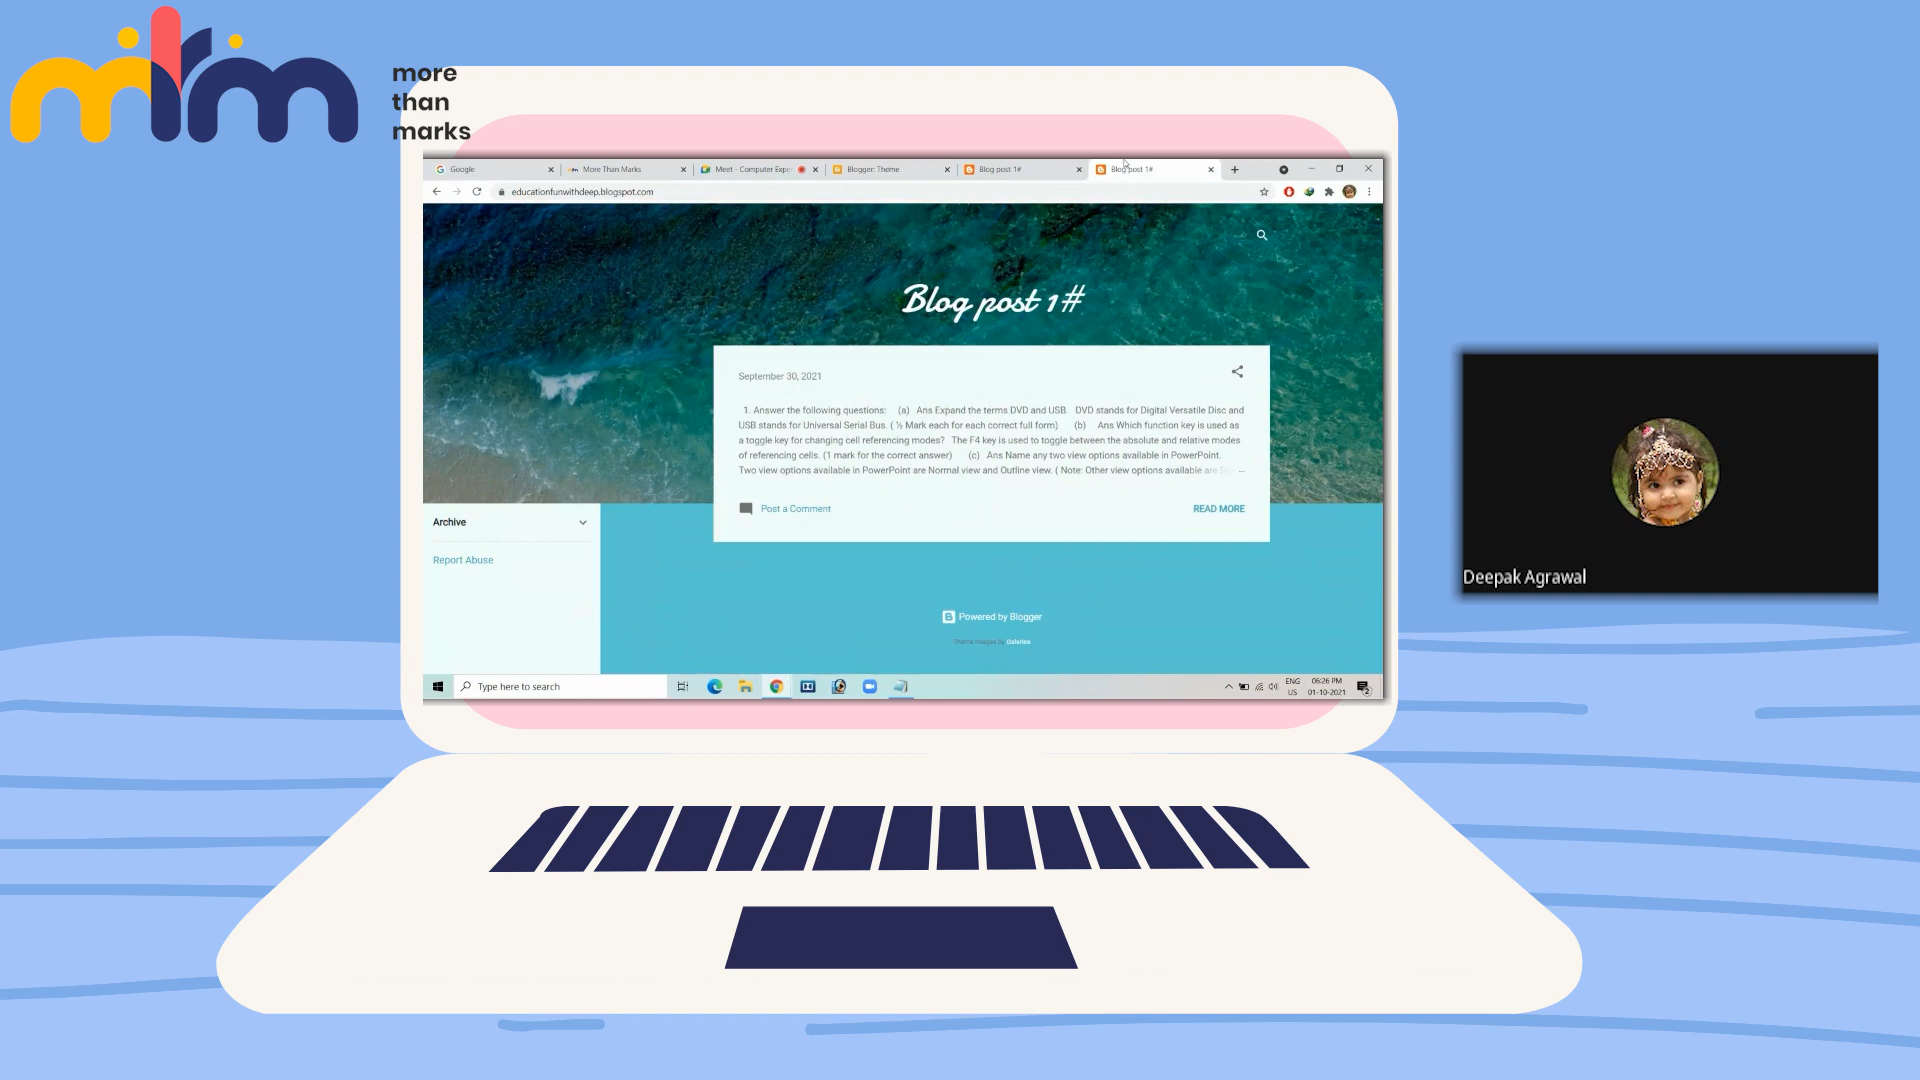 mtm
more
than
marks
Google
More Than Marks
Meet - Computer Expe
Blogger: Theme
Blog post 1#
Blog post 1#
educationfunwithdeep.blogspot.com
Blog post 1#
September 30, 2021
1. Answer the following questions: (a) Ans Expand the terms DVD and USB. DVD stands for Digital Versatile Disc and
USB stands for Universal Serial Bus. ( ½ Mark each for each correct full form) (b) Ans Which function key is used as
a toggle key for changing cell referencing modes? The F4 key is used to toggle between the absolute and relative modes
of referencing cells. (1 mark for the correct answer) (c) Ans Name any two view options available in PowerPoint.
Two view options available in PowerPoint are Normal view and Outline view. ( Note: Other view options available are
Post a Comment
READ MORE
Archive
Report Abuse
Powered by Blogger
Theme images by Galeries
Type here to search
ENG
US
06:26 PM
01-10-2021
2
Deepak Agrawal